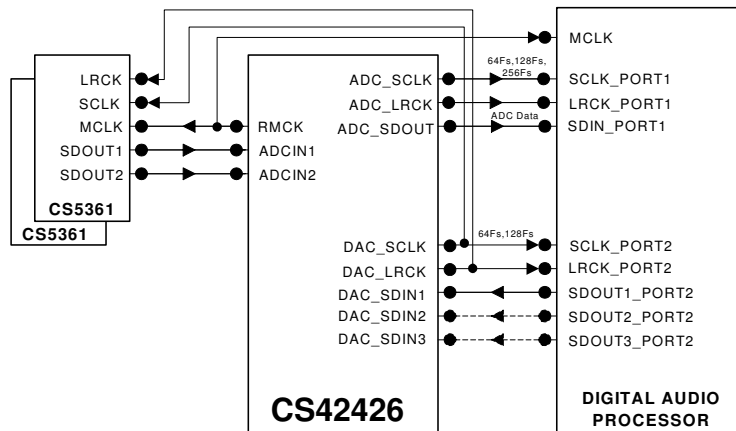 LRCK
SCLK
MCLK
SDOUT1
SDOUT2
CS5361
CS5361
RMCK
ADCIN1
ADCIN2
ADC_SCLK
ADC_LRCK
ADC_SDOUT
DAC_SCLK
DAC_LRCK
DAC_SDIN1
DAC_SDIN2
DAC_SDIN3
CS42426
64Fs,128Fs,
256Fs
ADC Data
64Fs,128Fs
MCLK
SCLK_PORT1
LRCK_PORT1
SDIN_PORT1
SCLK_PORT2
LRCK_PORT2
SDOUT1_PORT2
SDOUT2_PORT2
SDOUT3_PORT2
DIGITAL AUDIO
PROCESSOR